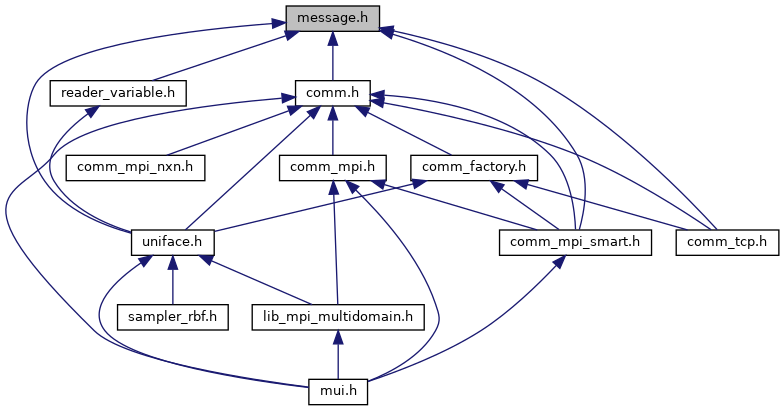 message.h
reader_variable.h
comm.h
comm_mpi_nxn.h
comm_mpi.h
comm_factory.h
uniface.h
comm_mpi_smart.h
comm_tcp.h
sampler_rbf.h
lib_mpi_multidomain.h
mui.h